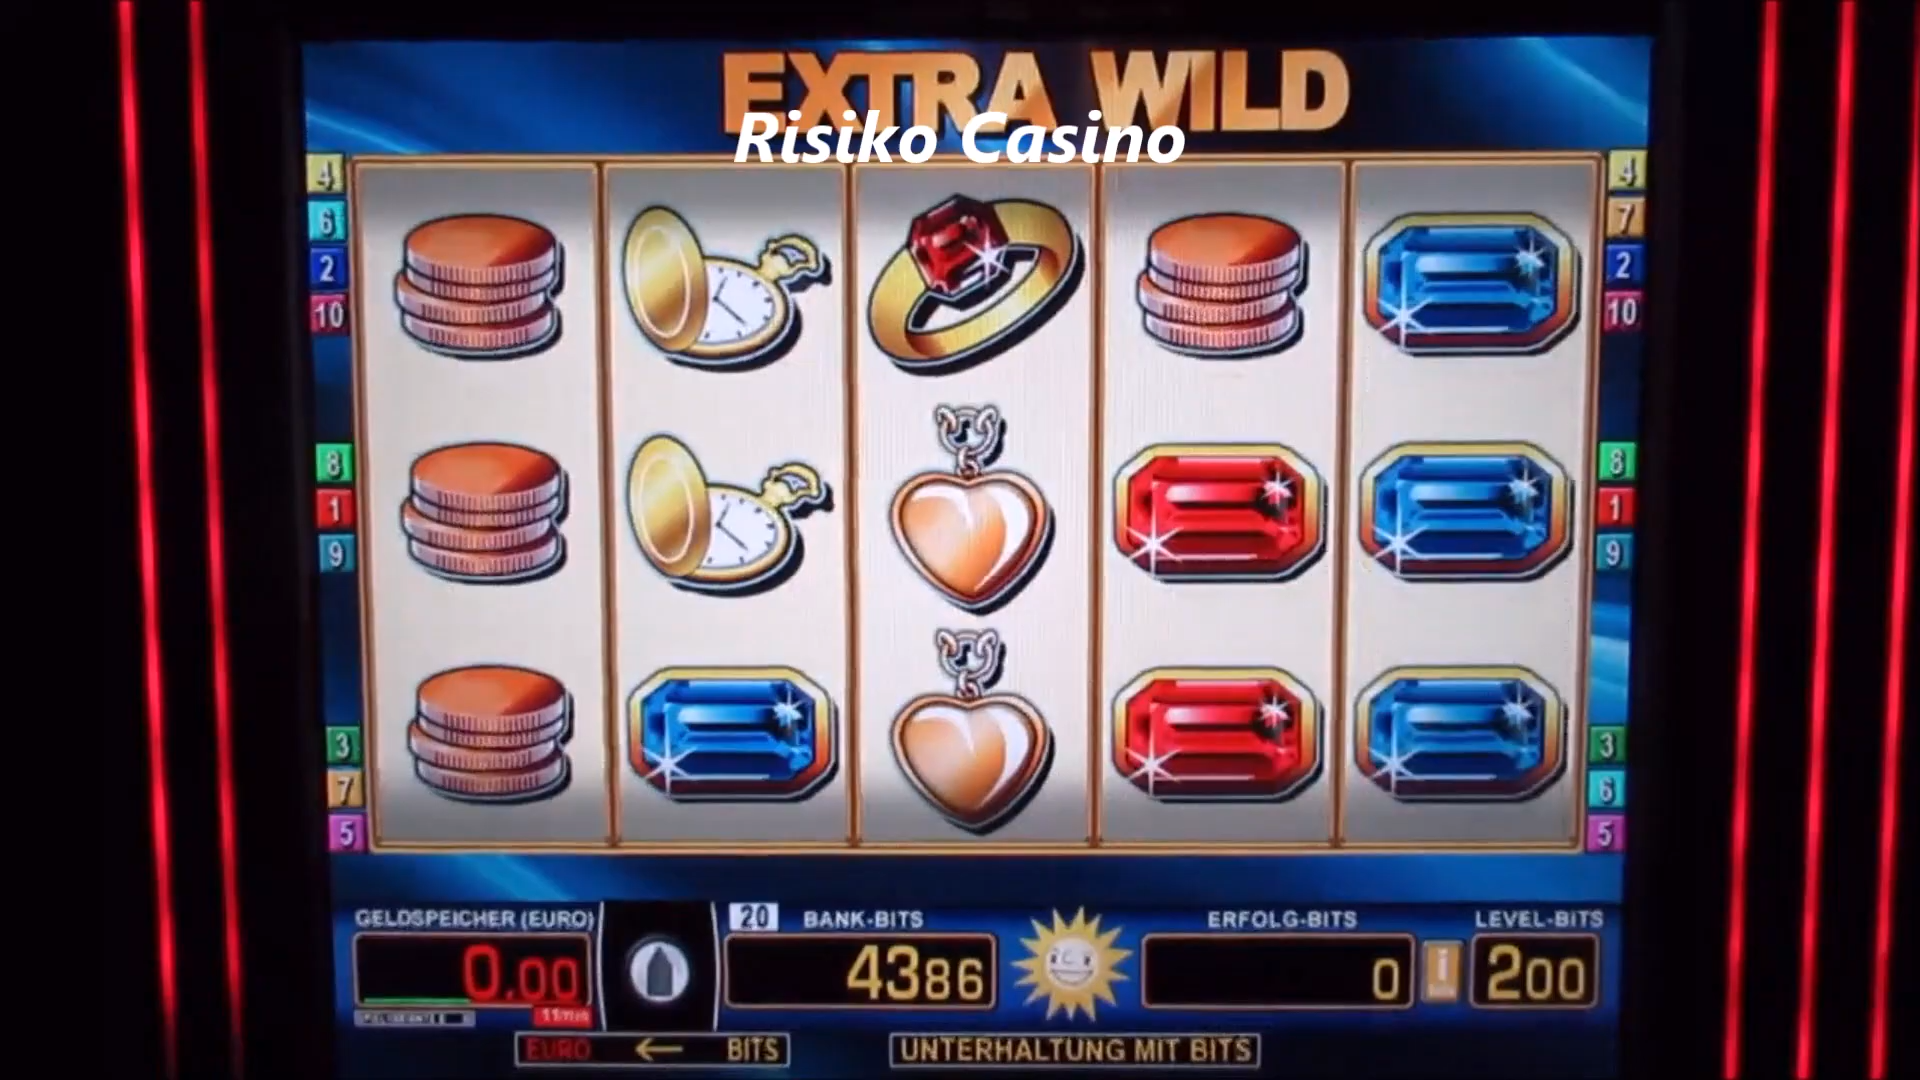 EXTRA WILD
Risiko Casino
4 4
6 7
2 2
10 10
8 8
1 1
9 9
3 3
7 6
5 5
GELDSPEICHER (EURO) 20 BANK-BITS ERFOLG-BITS LEVEL-BITS
0.00 4386 0 i 200
11min
EURO ← BITS UNTERHALTUNG MIT BITS